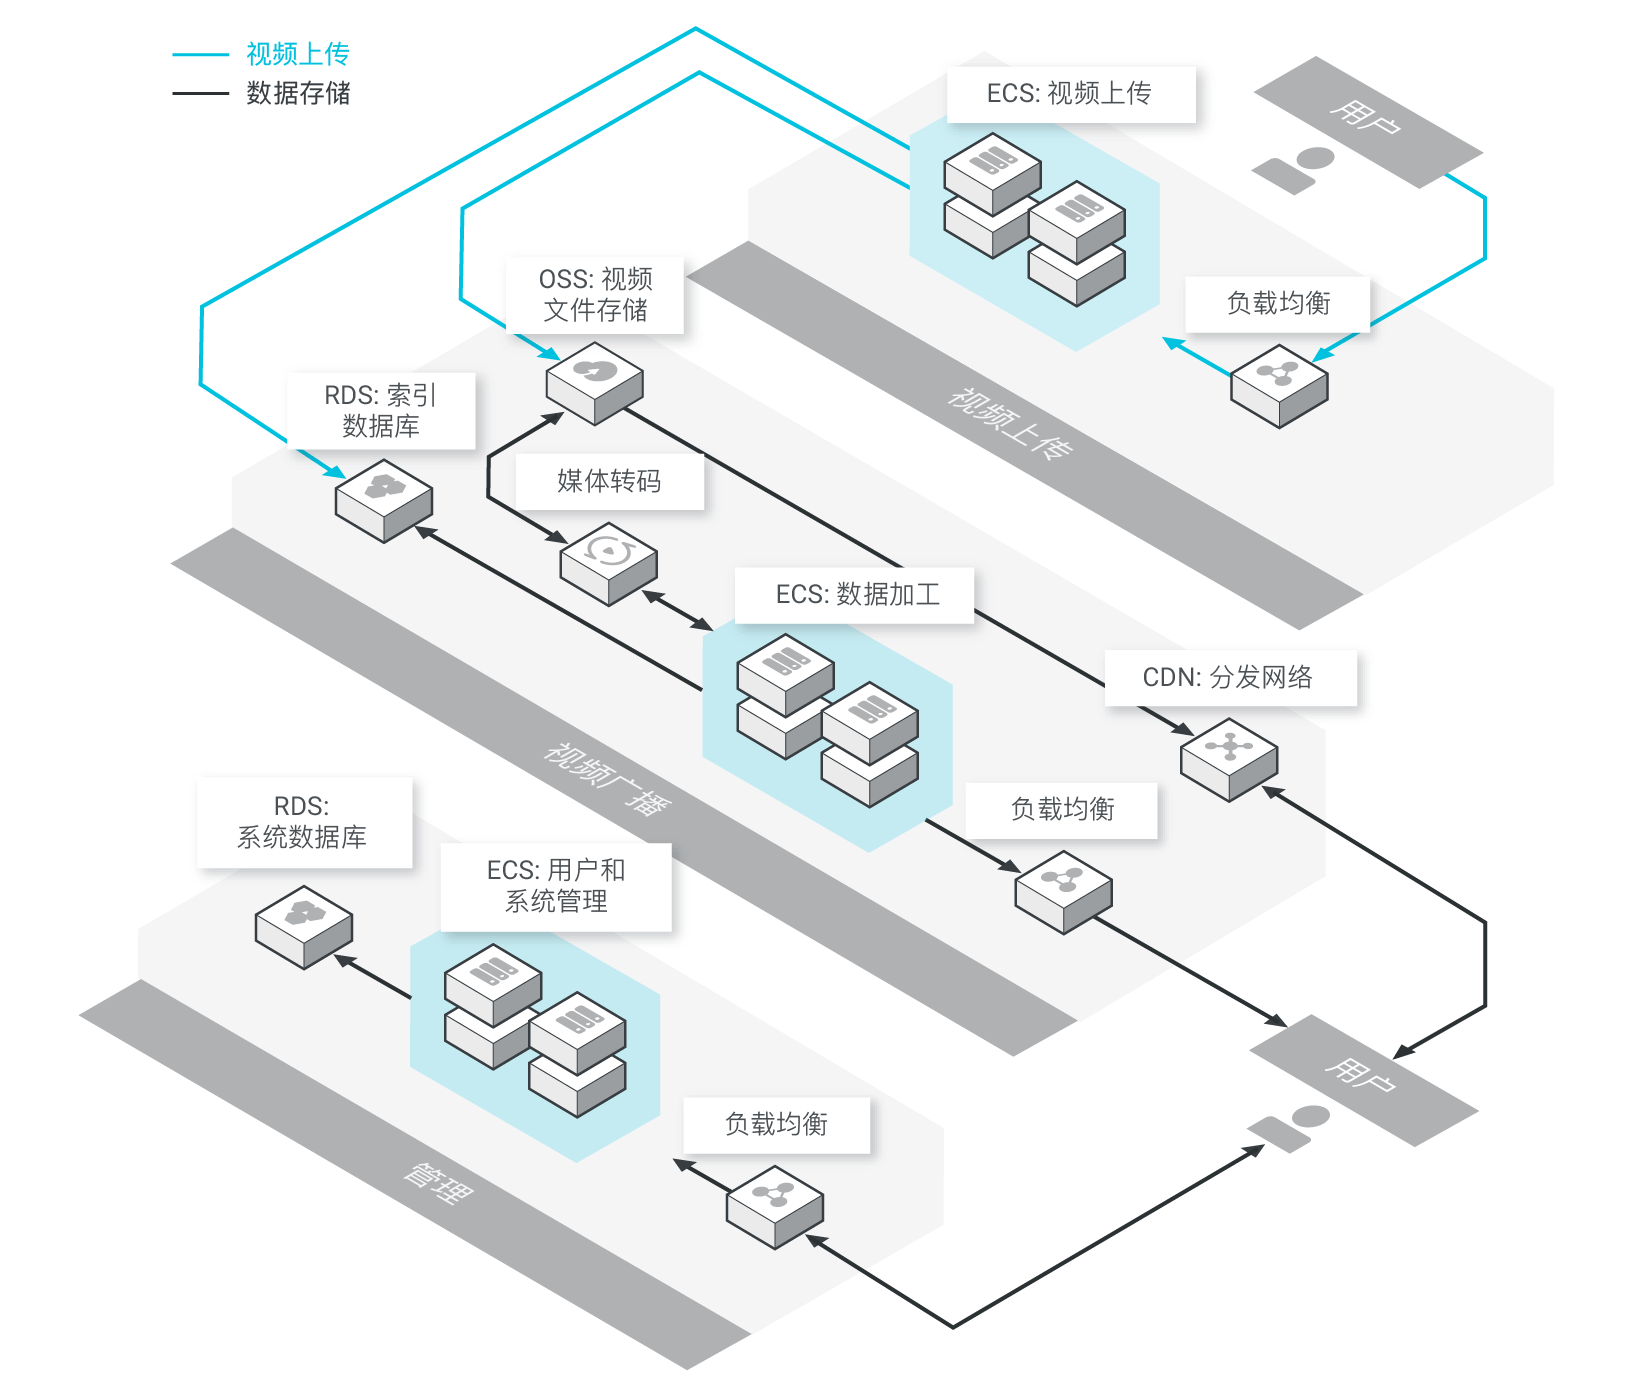 视频上传
数据存储
ECS: 视频上传
用户
负载均衡
视频上传
OSS: 视频
文件存储
RDS: 索引
数据库
媒体转码
ECS: 数据加工
CDN: 分发网络
负载均衡
视频广播
RDS:
系统数据库
ECS: 用户和
系统管理
用户
负载均衡
管理